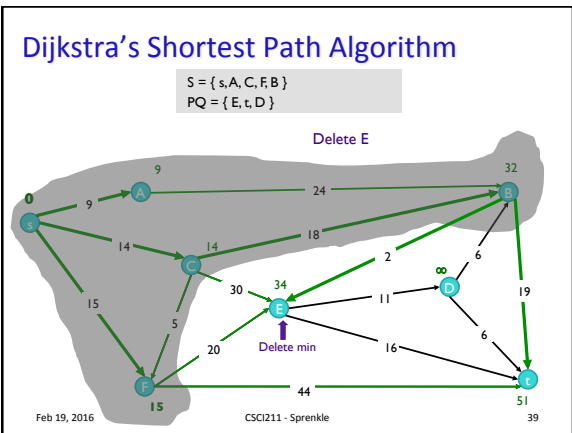 Dijkstra's Shortest Path Algorithm
S = { s, A, C, F, B }
PQ = { E, t, D }
Delete E
9
32
0
A
24
B
9
s
18
14
14
C
2
∞
6
30
34
D
19
15
E
11
5
Delete min
6
20
16
F
t
44
15
51
Feb 19, 2016
CSCI211 - Sprenkle
39